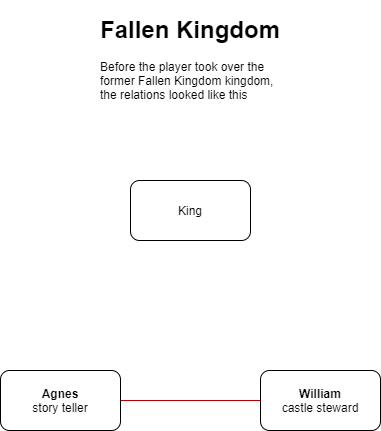 Fallen Kingdom
Before the player took over the
former Fallen Kingdom kingdom,
the relations looked like this
King
Agnes
story teller
William
castle steward